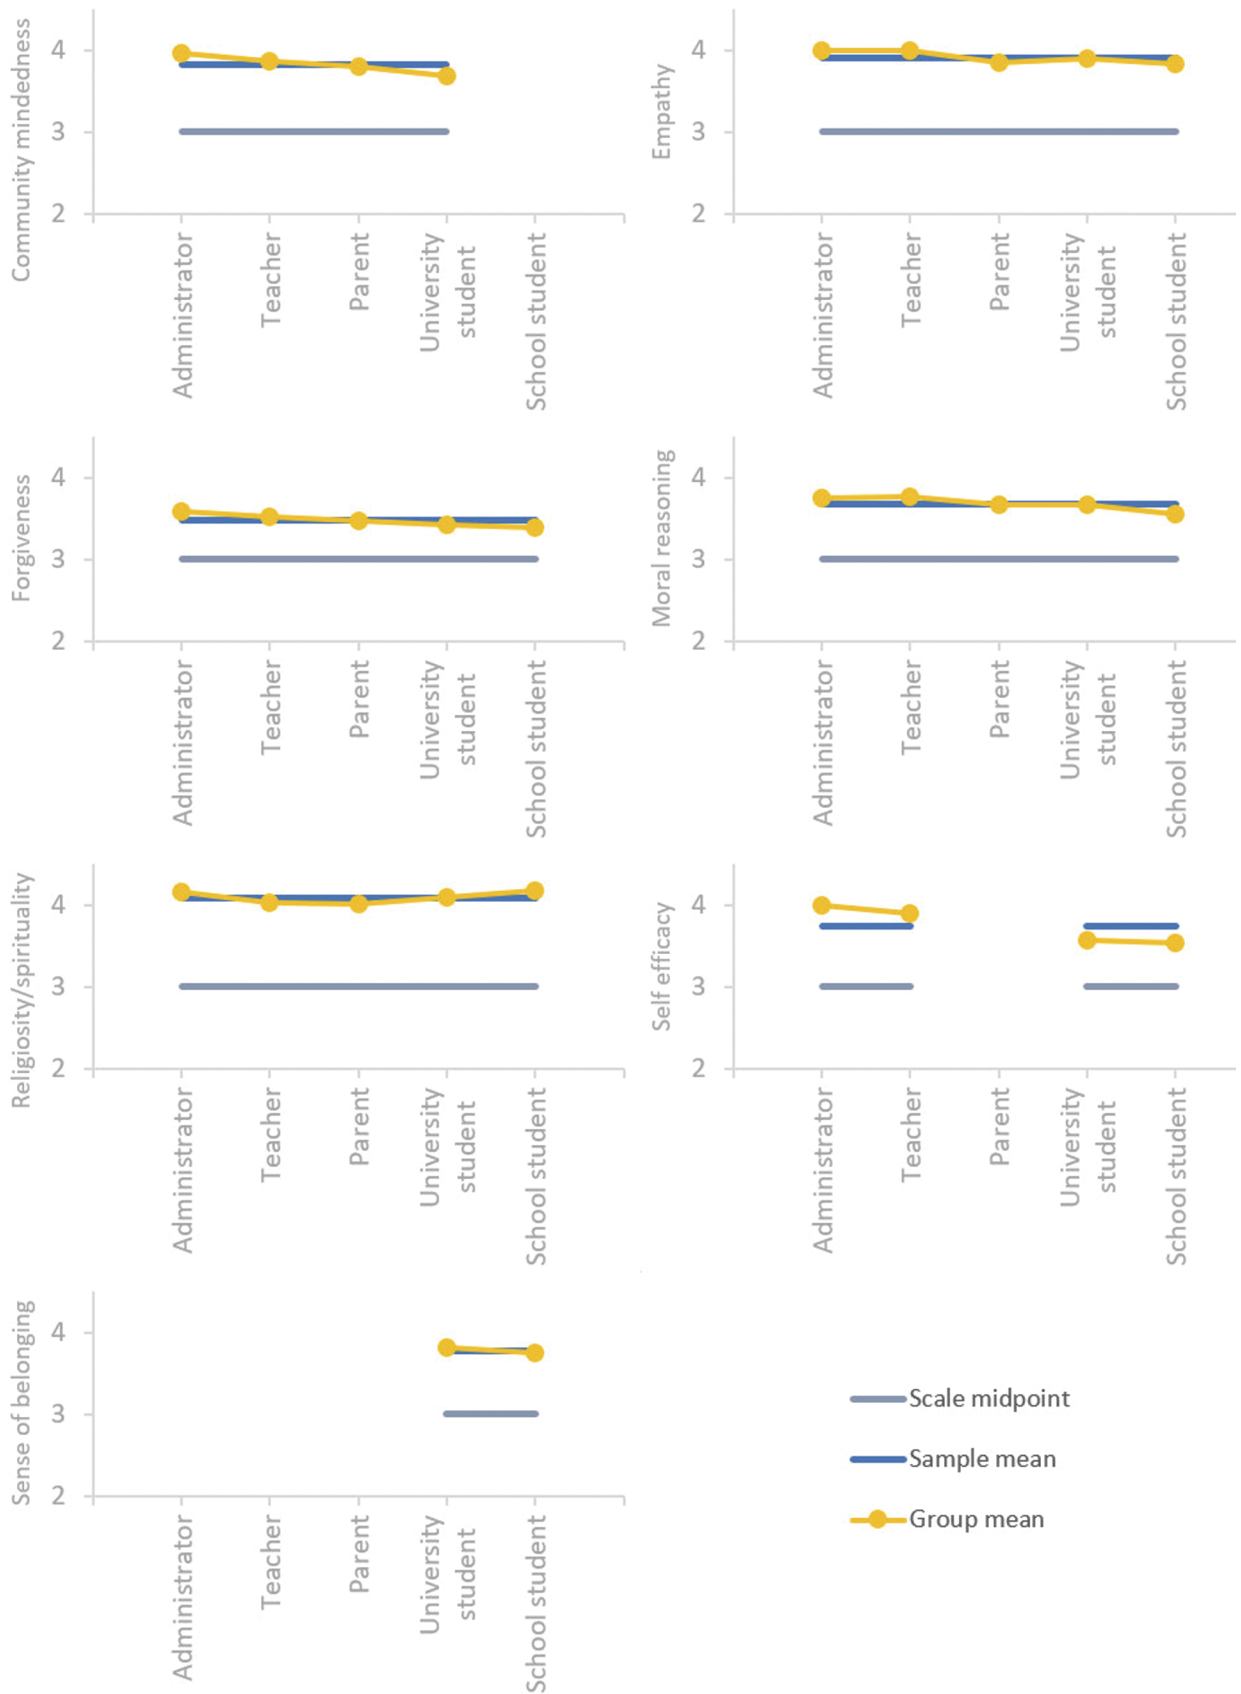 Community mindedness
4
3
2
Administrator
Teacher
Parent
University
student
School student
Empathy
4
3
2
Administrator
Teacher
Parent
University
student
School student
Forgiveness
4
3
2
Administrator
Teacher
Parent
University
student
School student
Moral reasoning
4
3
2
Administrator
Teacher
Parent
University
student
School student
Religiosity/spirituality
4
3
2
Administrator
Teacher
Parent
University
student
School student
Self efficacy
4
3
2
Administrator
Teacher
Parent
University
student
School student
Sense of belonging
4
3
2
Administrator
Teacher
Parent
University
student
School student
Scale midpoint
Sample mean
Group mean